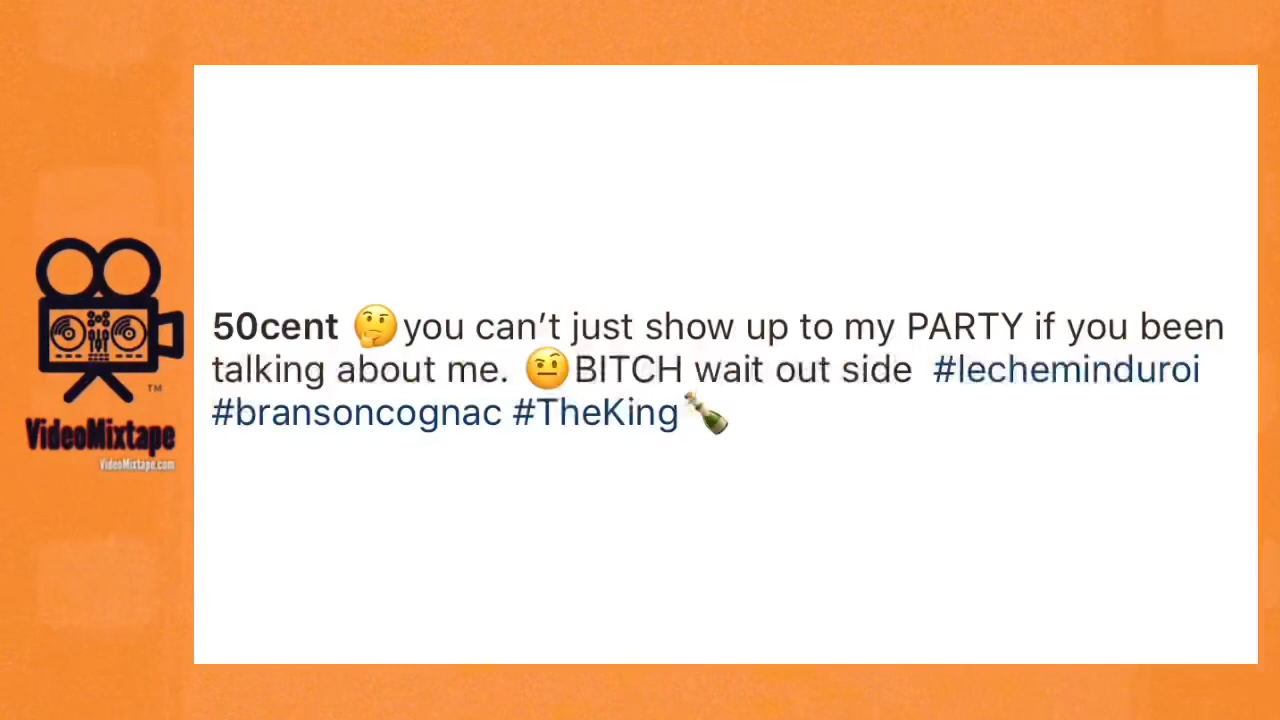 50cent 🤔you can’t just show up to my PARTY if you been
talking about me. 🤨BITCH wait out side #lecheminduroi
#bransoncognac #TheKing🍾
TM
VideoMixtape
VideoMixtape.com